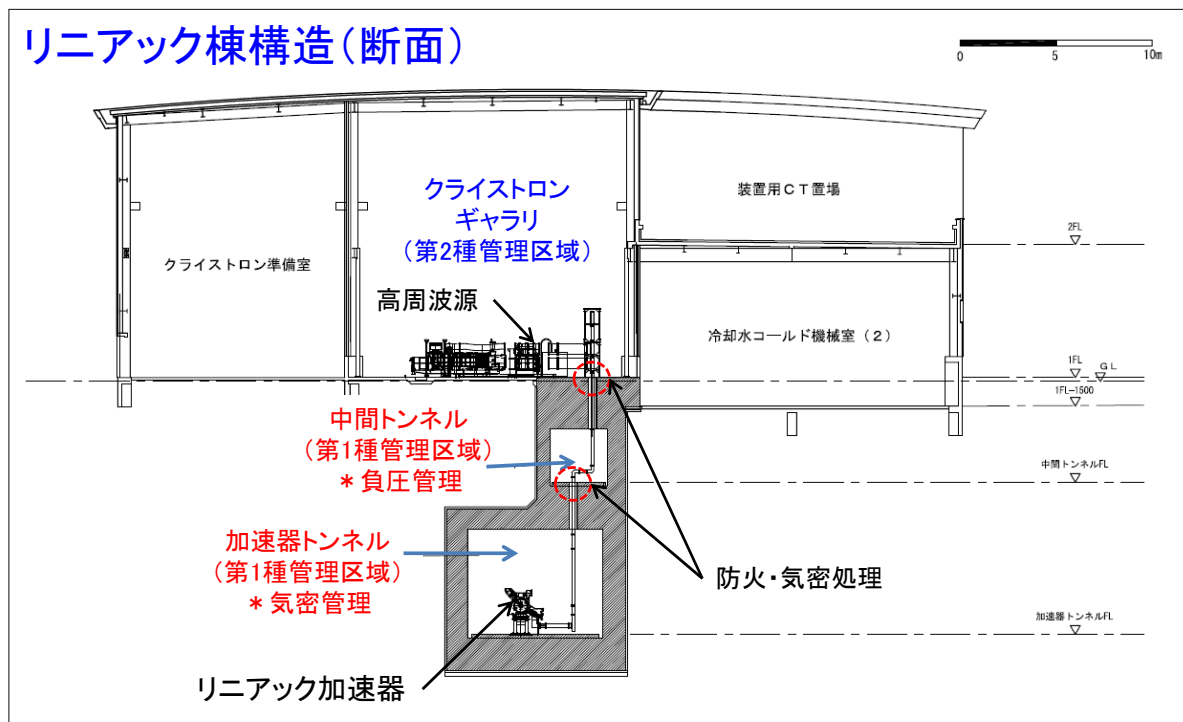 リニアック棟構造(断面)
0 5 10m
クライストロン
ギャラリ
(第2種管理区域)
装置用CT置場
2FL
クライストロン準備室
高周波源
冷却水コールド機械室(2)
1FL
GL
1FL-1500
中間トンネル
(第1種管理区域)
*負圧管理
中間トンネルFL
加速器トンネル
(第1種管理区域)
*気密管理
防火・気密処理
加速器トンネルFL
リニアック加速器